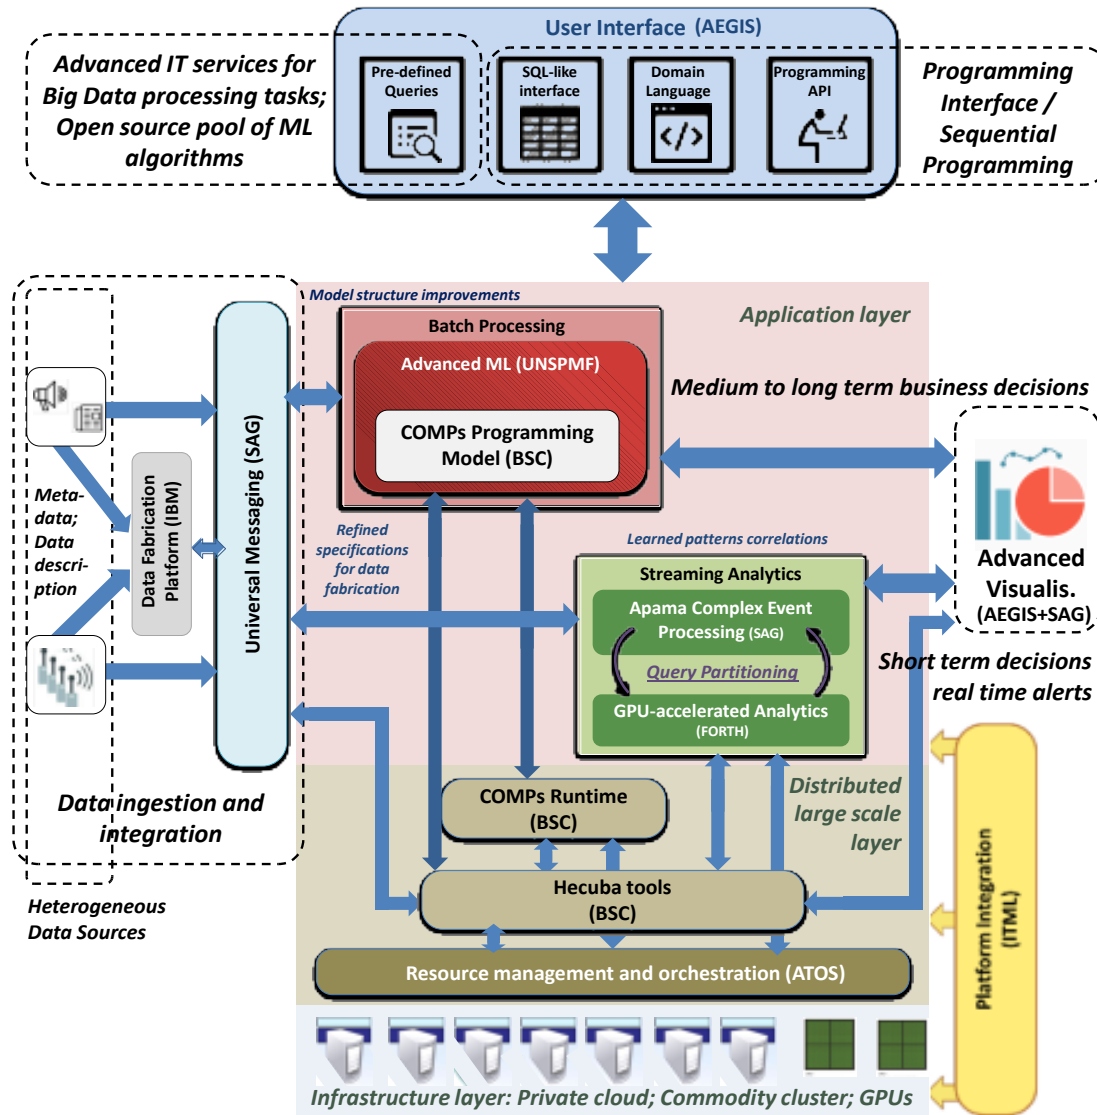 User Interface (AEGIS)
Advanced IT services for
Big Data processing tasks;
Open source pool of ML
algorithms
Pre-defined
Queries
SQL-like
interface
Domain
Language
Programming
API
Programming
Interface /
Sequential
Programming
Model structure improvements
Application layer
Batch Processing
Advanced ML (UNSPMF)
COMPs Programming
Model (BSC)
Medium to long term business decisions
Universal Messaging (SAG)
Data Fabrication
Platform (IBM)
Meta-
data;
Data
descri-
ption
Refined
specifications
for data
fabrication
Learned patterns correlations
Streaming Analytics
Apama Complex Event
Processing (SAG)
Query Partitioning
GPU-accelerated Analytics
(FORTH)
Advanced
Visualis.
(AEGIS+SAG)
Short term decisions
real time alerts
Data ingestion and
integration
COMPs Runtime
(BSC)
Distributed
large scale
layer
Hecuba tools
(BSC)
Heterogeneous
Data Sources
Resource management and orchestration (ATOS)
Platform Integration
(ITML)
Infrastructure layer: Private cloud; Commodity cluster; GPUs